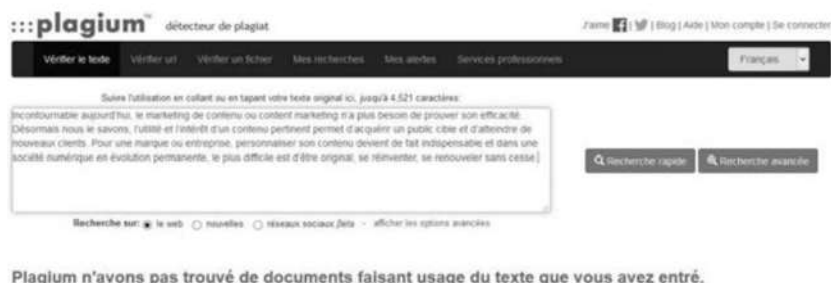 :::plagium™ détecteur de plagiat
J'aime | | Blog | Aide | Mon compte | Se connecter
Vérifier le texte Vérifier url Vérifier un fichier Mes recherches Mes alertes Services professionnels Français
Suivre l'utilisation en collant ou en tapant votre texte original ici, jusqu'à 4,521 caractères:
Incontournable aujourd'hui, le marketing de contenu ou content marketing n'a plus besoin de prouver son efficacité.
Désormais nous le savons, l'utilité et l'intérêt d'un contenu pertinent permet d'acquérir un public cible et d'atteindre de
nouveaux clients. Pour une marque ou entreprise, personnaliser son contenu devient de fait indispensable et dans une
société numérique en évolution permanente, le plus difficile est d'être original, se réinventer, se renouveler sans cesse.
Recherche rapide Recherche avancée
Recherche sur: le web nouvelles réseaux sociaux beta - afficher les options avancées
Plagium n'avons pas trouvé de documents faisant usage du texte que vous avez entré.